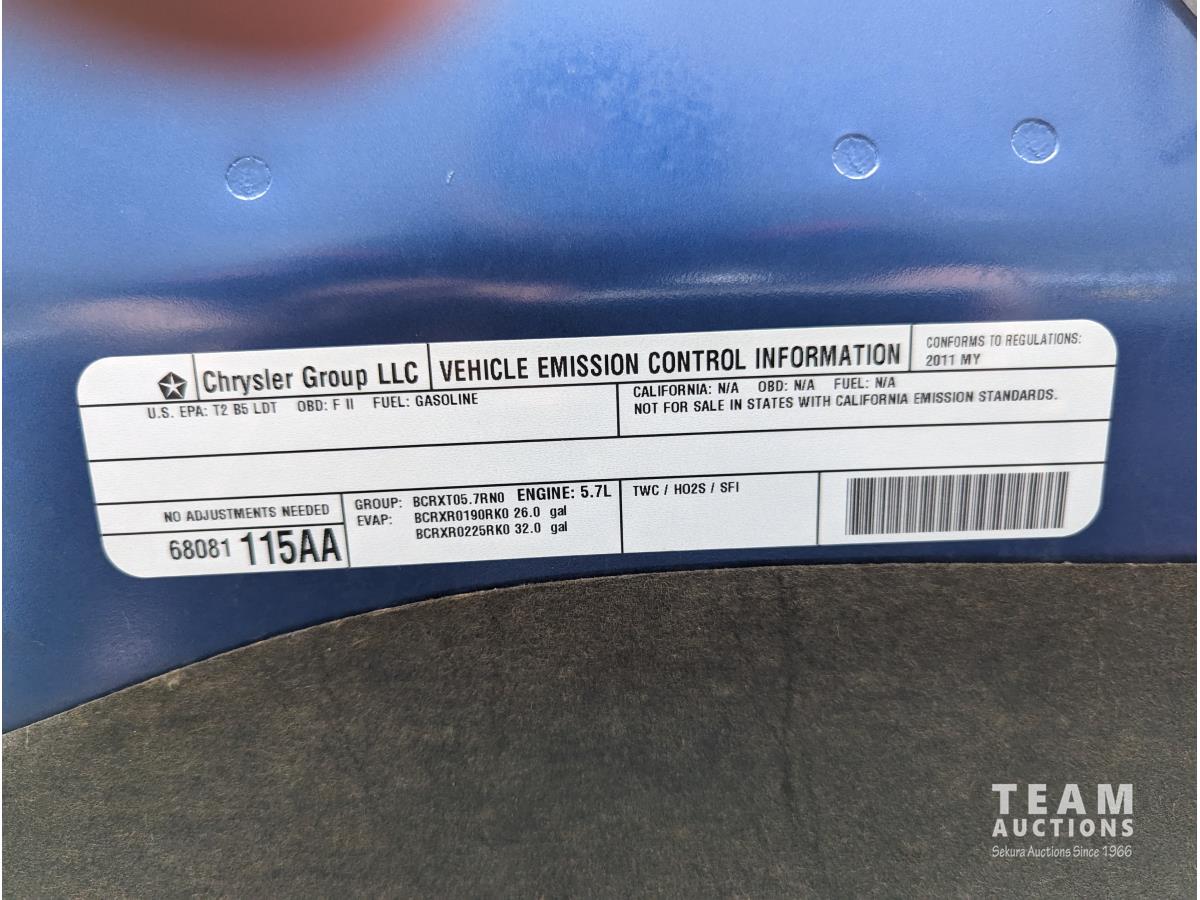 Chrysler Group LLC
VEHICLE EMISSION CONTROL INFORMATION
CONFORMS TO REGULATIONS:
2011 MY
U.S. EPA: T2 B5 LDT OBD: F II FUEL: GASOLINE
CALIFORNIA: N/A OBD: N/A FUEL: N/A
NOT FOR SALE IN STATES WITH CALIFORNIA EMISSION STANDARDS.
NO ADJUSTMENTS NEEDED
68081 115AA
GROUP: BCRXT05.7RN0 ENGINE: 5.7L
EVAP: BCRXR0190RK0 26.0 gal
BCRXR0225RK0 32.0 gal
TWC / HO2S / SFI
TEAM
AUCTIONS
Sekura Auctions Since 1966